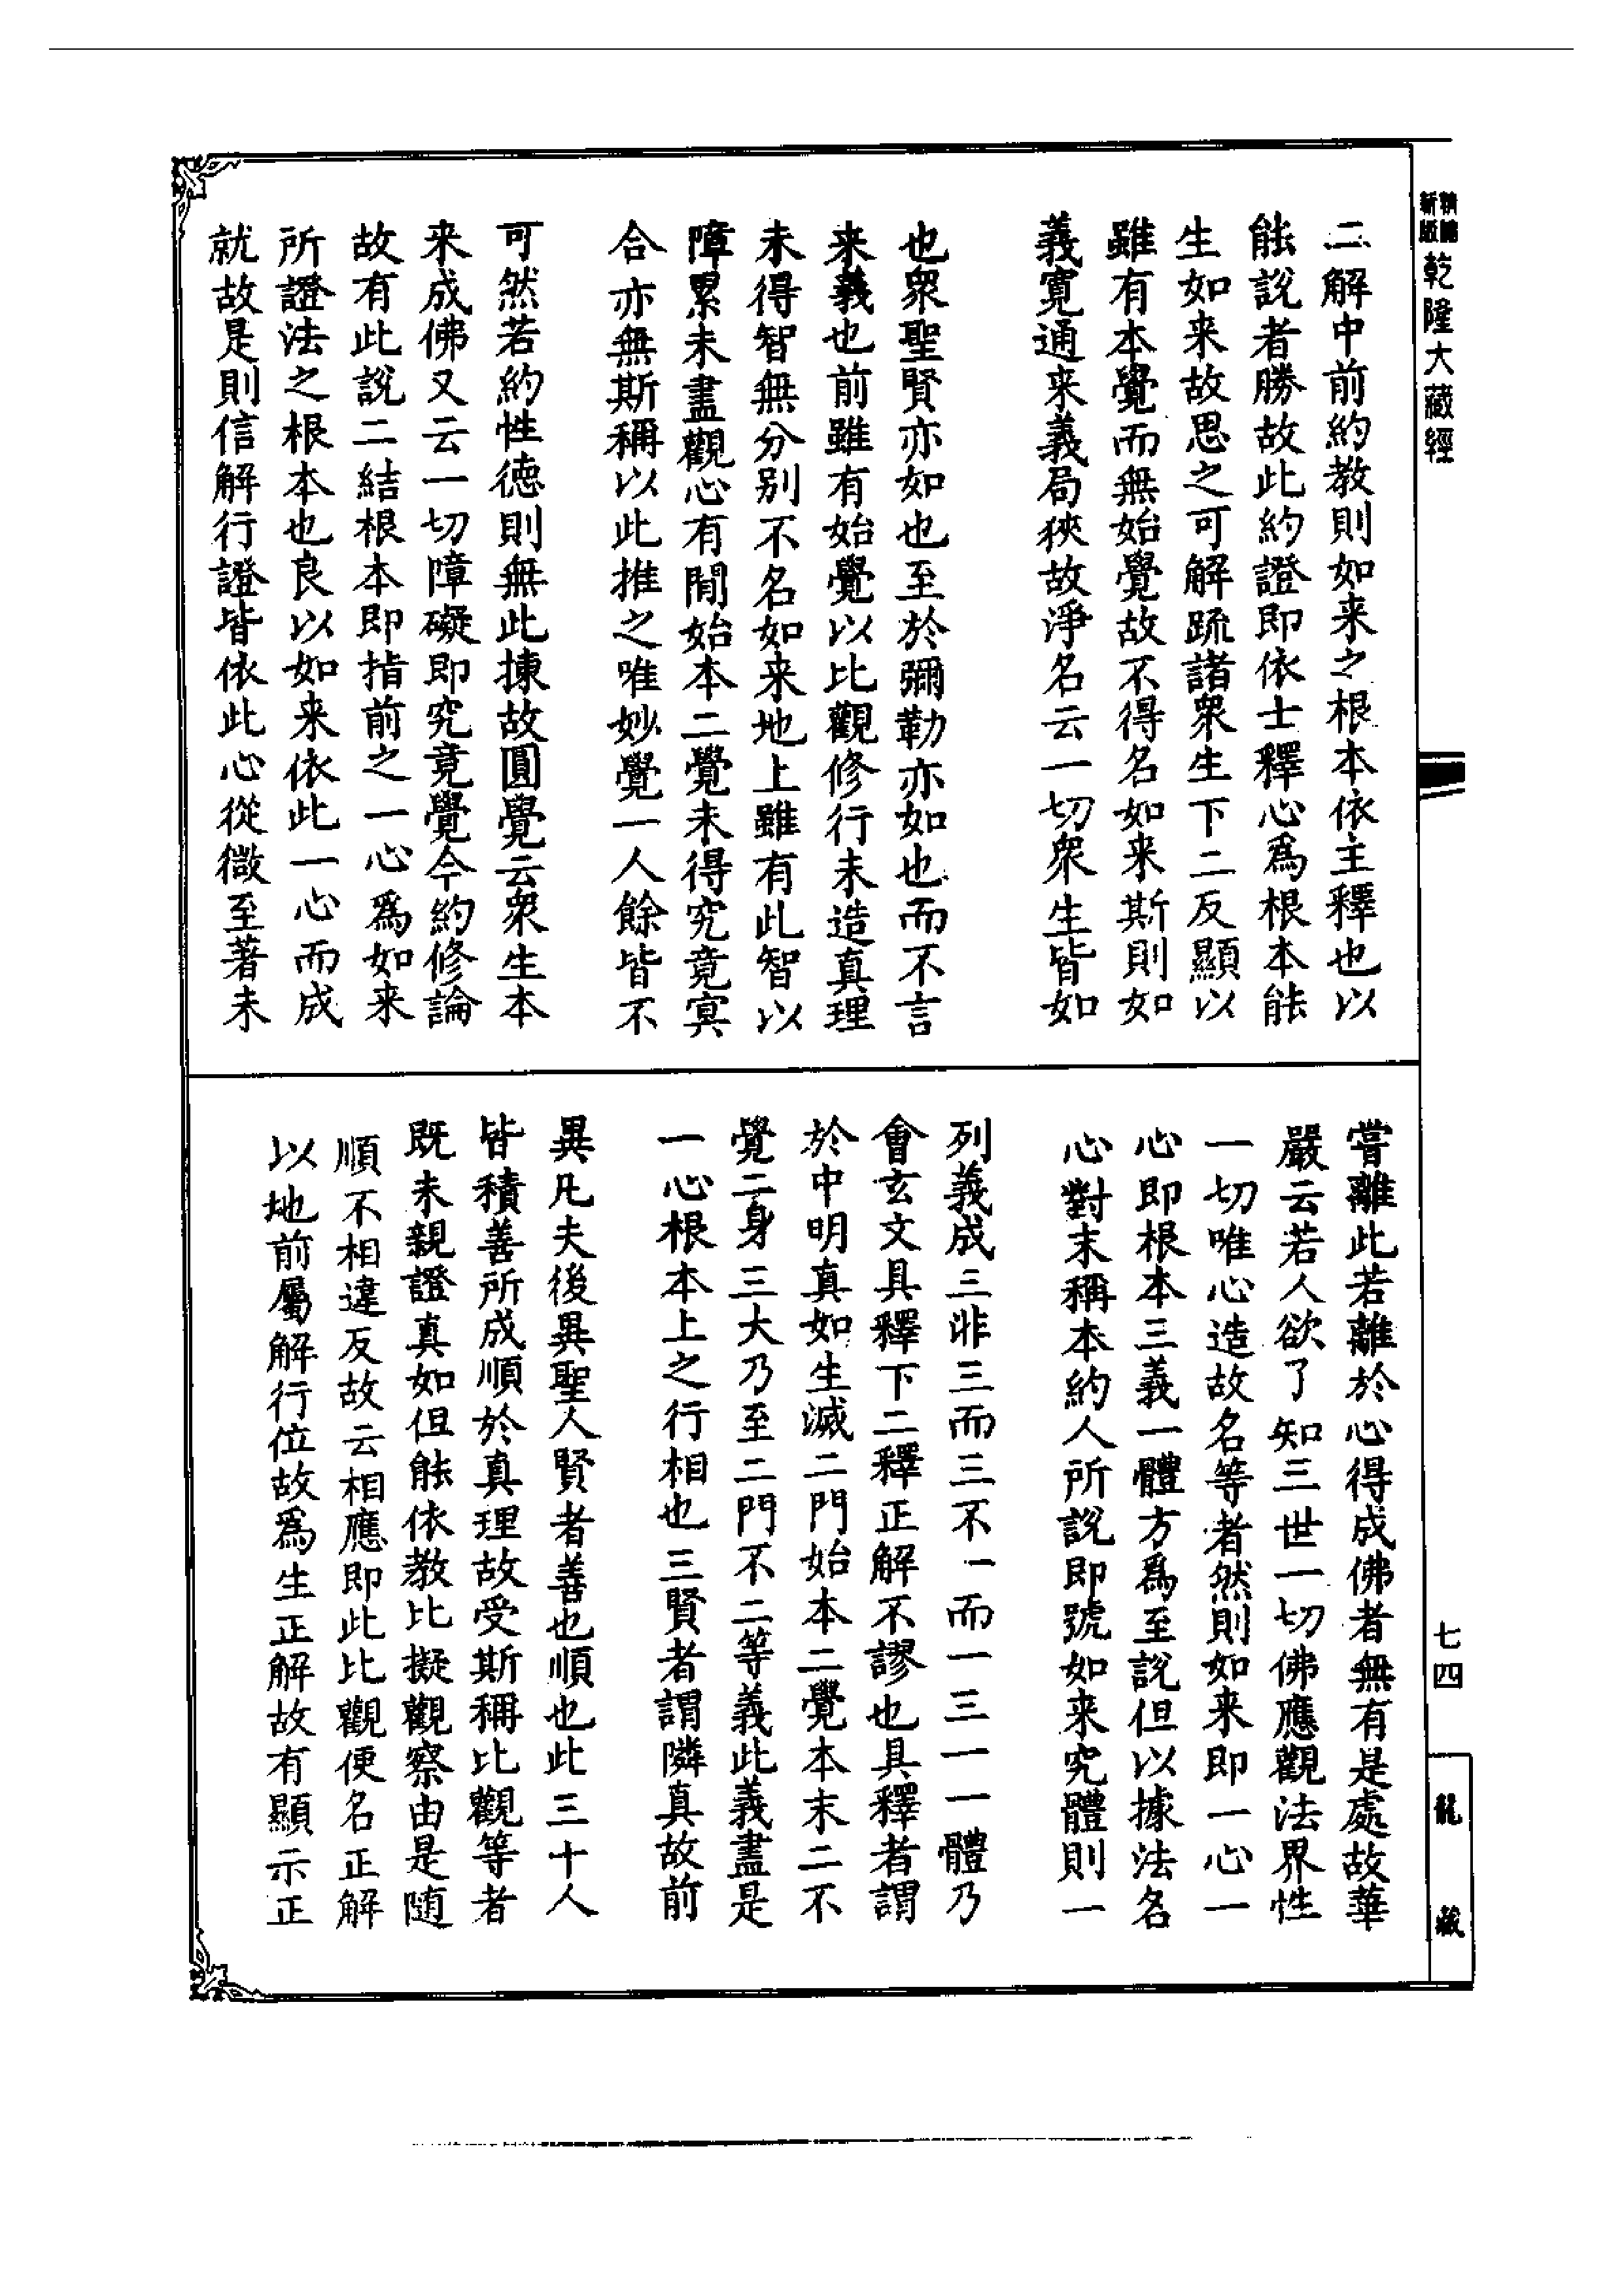 新版
精縮
乾隆大藏經
二解中前約教則如来之根本依主釋也以
能說者勝故此約證即依士釋心爲根本能
生如来故思之可解疏諸衆生下二反顯以
雖有本覺而無始覺故不得名如来斯則如
義寬通来義局狹故淨名云一切衆生皆如
也衆聖賢亦如也至於彌勒亦如也而不言
来義也前雖有始覺以比觀修行未造真理
未得智無分別不名如来地上雖有此智以
障累未盡觀心有間始本二覺未得究竟冥
合亦無斯稱以此推之唯妙覺一人餘皆不
可然若約性德則無此揀故圓覺云衆生本
来成佛又云一切障礙即究竟覺今約修論
故有此說二結根本即指前之一心爲如来
所證法之根本也良以如来依此一心而成
就故是則信解行證皆依此心從微至著未
嘗離此若離於心得成佛者無有是處故華
嚴云若人欲了知三世一切佛應觀法界性
一切唯心造故名等者然則如来即一心一
心即根本三義一體方爲至說但以據法名
心對末稱本約人所說即號如来究體則一
列義成三非三而三不一而一三一一體乃
會玄文具釋下二釋正解不謬也具釋者謂
於中明真如生滅二門始本二覺本末二不
覺二身三大乃至二門不二等義此義盡是
一心根本上之行相也三賢者謂隣真故前
異凡夫後異聖人賢者善也順也此三十人
皆積善所成順於真理故受斯稱比觀等者
既未親證真如但能依教比擬觀察由是隨
順不相違反故云相應即此比觀便名正解
以地前屬解行位故爲生正解故有顯示正
七四
龍藏